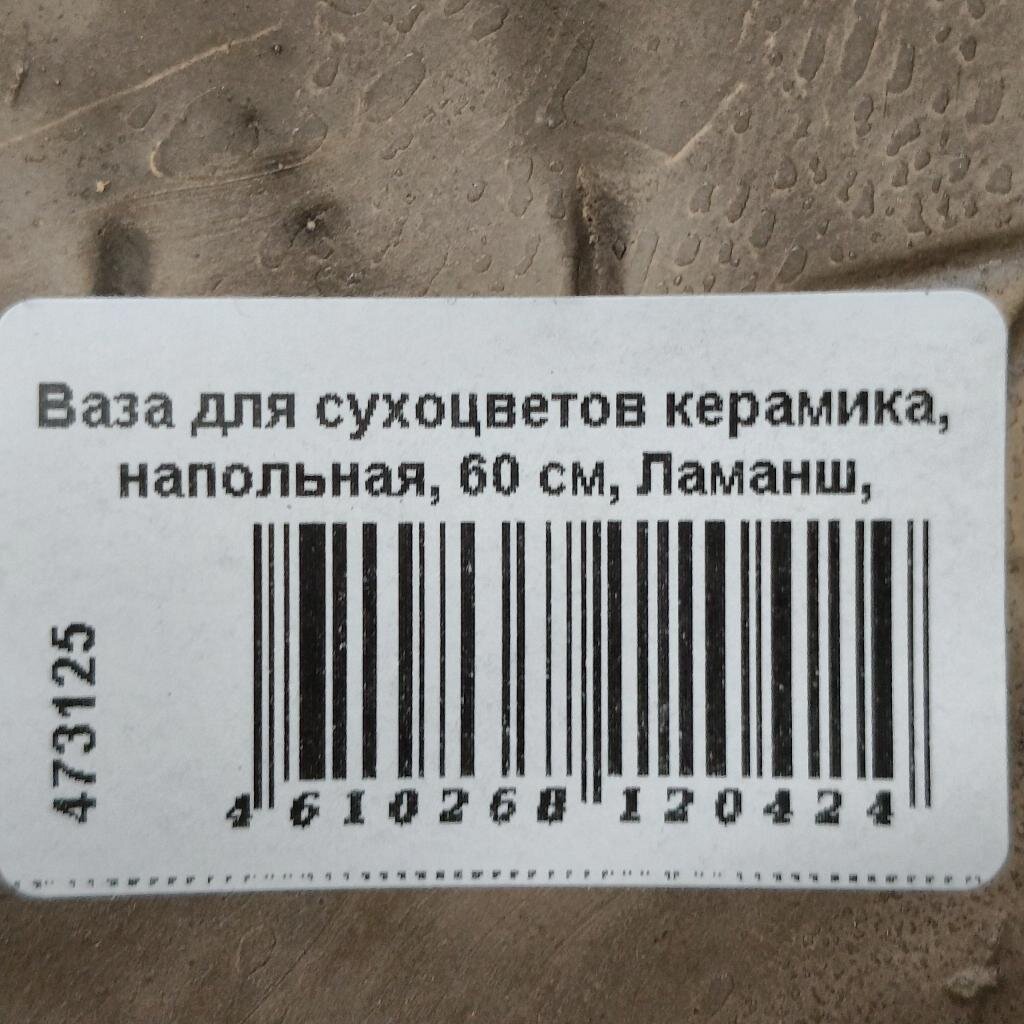 Ваза для сухоцветов керамика,
напольная, 60 см, Ламанш,
473125
4 610268 120424